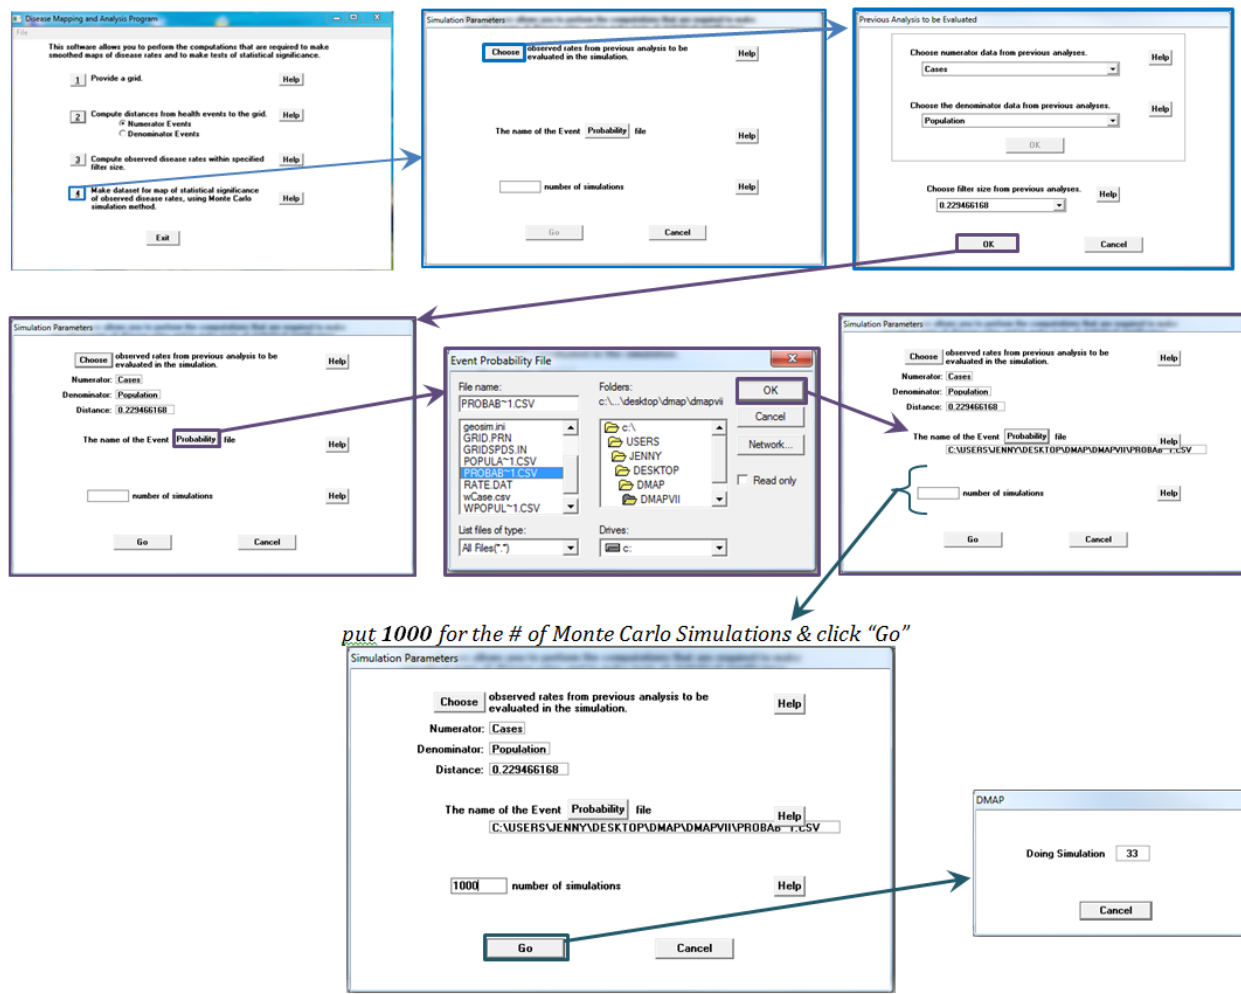 Disease Mapping and Analysis Program
File
This software allows you to perform the computations that are required to make
smoothed maps of disease rates and to make tests of statistical significance.
1 Provide a grid. Help
2 Compute distances from health events to the grid. Help
Numerator Events
Denominator Events
3 Compute observed disease rates within specified
filter size. Help
4 Make dataset for map of statistical significance
of observed disease rates, using Monte Carlo
simulation method. Help
Exit
Simulation Parameters
Choose observed rates from previous analysis to be
evaluated in the simulation. Help
The name of the Event Probability file Help
number of simulations Help
Go Cancel
Previous Analysis to be Evaluated
Choose numerator data from previous analyses. Help
Cases
Choose the denominator data from previous analyses. Help
Population
OK
Choose filter size from previous analyses. Help
0.229466168
OK Cancel
Simulation Parameters
Choose observed rates from previous analysis to be
evaluated in the simulation. Help
Numerator: Cases
Denominator: Population
Distance: 0.229466168
The name of the Event Probability file Help
number of simulations Help
Go Cancel
Event Probability File
File name: Folders: OK
PROBAB~1.CSV c:\...\desktop\dmap\dmapvii
Cancel
geosim.ini c:\
GRID.PRN USERS
GRIDSPDS.IN JENNY Network...
POPULA~1.CSV DESKTOP
PROBAB~1.CSV DMAP Read only
RATE.DAT DMAPVII
wCase.csv
WPOPUL~1.CSV
List files of type: Drives:
All Files(*.*) c:
Simulation Parameters
Choose observed rates from previous analysis to be
evaluated in the simulation. Help
Numerator: Cases
Denominator: Population
Distance: 0.229466168
The name of the Event Probability file Help
C:\USERS\JENNY\DESKTOP\DMAP\DMAPVII\PROBAB~1.CSV
number of simulations Help
Go Cancel
put 1000 for the # of Monte Carlo Simulations & click “Go”
Simulation Parameters
Choose observed rates from previous analysis to be
evaluated in the simulation. Help
Numerator: Cases
Denominator: Population
Distance: 0.229466168
The name of the Event Probability file Help
C:\USERS\JENNY\DESKTOP\DMAP\DMAPVII\PROBAB~1.CSV
1000 number of simulations Help
Go Cancel
DMAP
Doing Simulation 33
Cancel